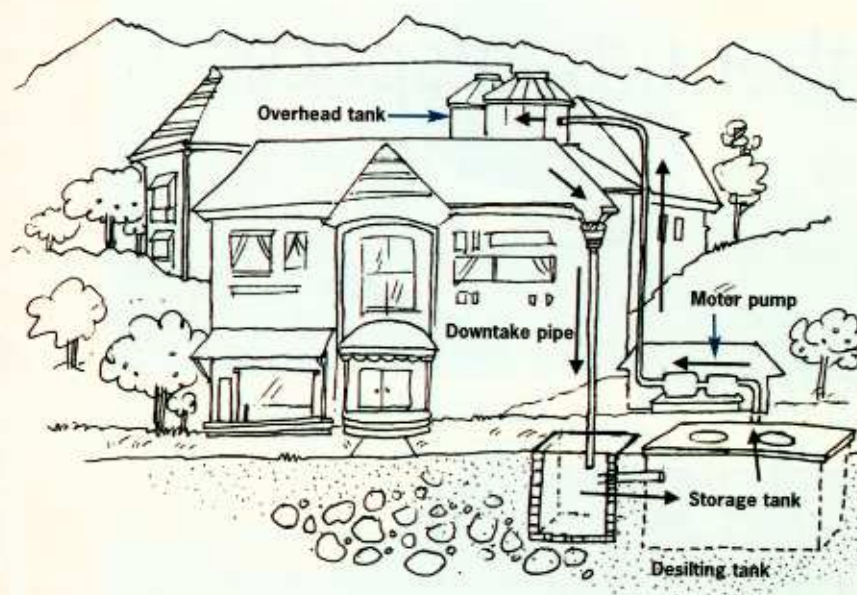 Overhead tank
Motor pump
Downtake pipe
Storage tank
Desilting tank